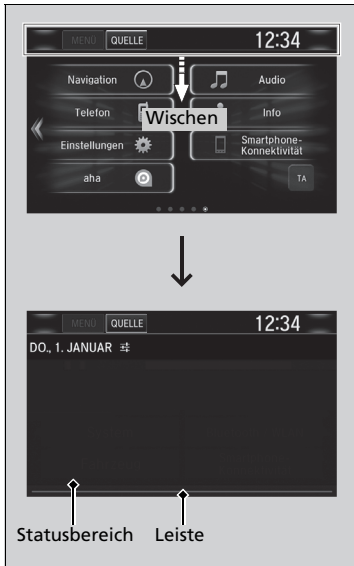 MENÜ QUELLE 12:34
Navigation Audio
Wischen
Telefon Info
Einstellungen Smartphone-
Konnektivität
aha TA
MENÜ QUELLE 12:34
DO., 1. JANUAR
Statusbereich Leiste